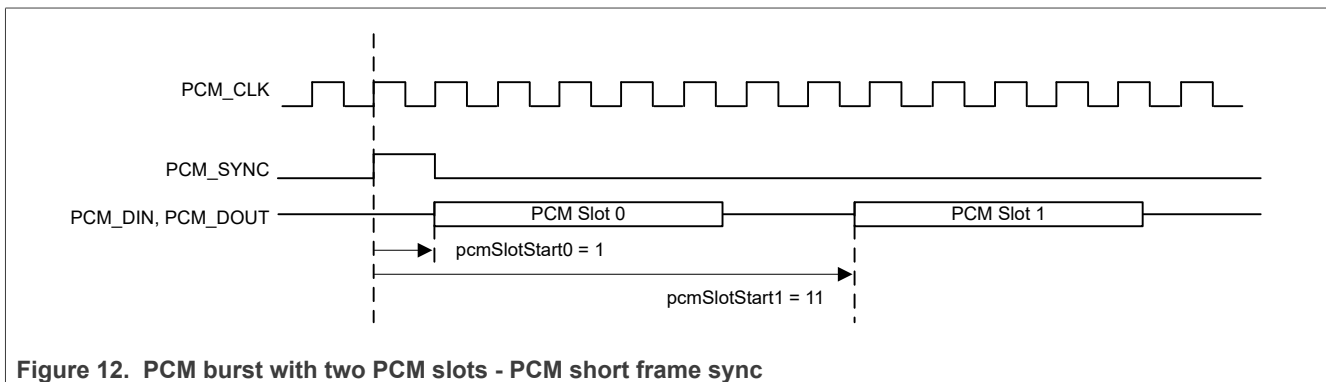 PCM_CLK
PCM_SYNC
PCM_DIN, PCM_DOUT
PCM Slot 0
PCM Slot 1
pcmSlotStart0 = 1
pcmSlotStart1 = 11
Figure 12. PCM burst with two PCM slots - PCM short frame sync